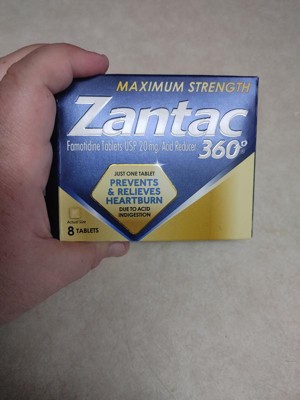 MAXIMUM STRENGTH
Zantac
360°
Famotidine Tablets USP, 20 mg/Acid Reducer
JUST ONE TABLET
PREVENTS
& RELIEVES
HEARTBURN
DUE TO ACID
INDIGESTION
8 TABLETS